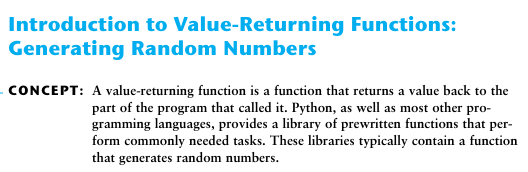 Introduction to Value-Returning Functions:
Generating Random Numbers
CONCEPT: A value-returning function is a function that returns a value back to the
part of the program that called it. Python, as well as most other pro-
gramming languages, provides a library of prewritten functions that per-
form commonly needed tasks. These libraries typically contain a function
that generates random numbers.